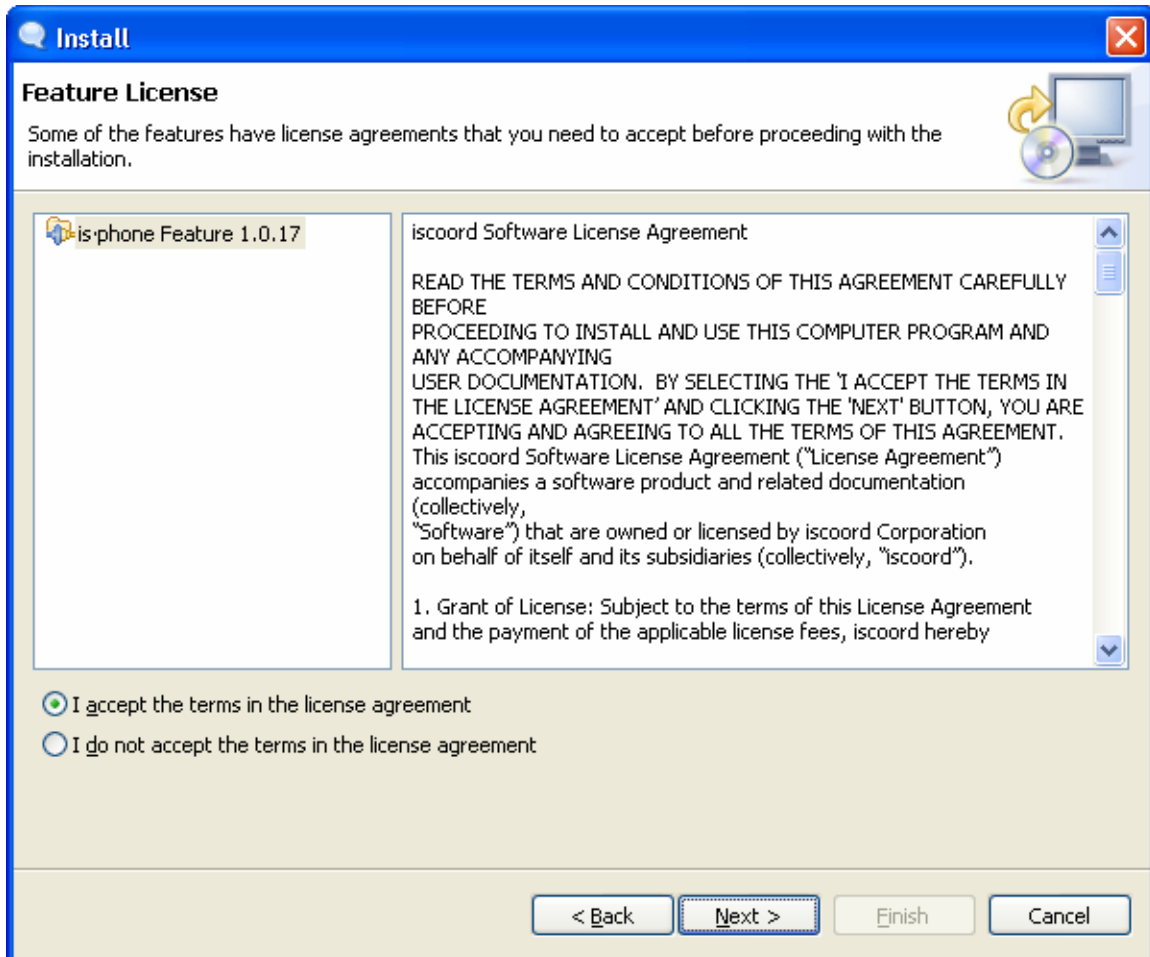 Install
Feature License
Some of the features have license agreements that you need to accept before proceeding with the
installation.
is·phone Feature 1.0.17
iscoord Software License Agreement
READ THE TERMS AND CONDITIONS OF THIS AGREEMENT CAREFULLY
BEFORE
PROCEEDING TO INSTALL AND USE THIS COMPUTER PROGRAM AND
ANY ACCOMPANYING
USER DOCUMENTATION.  BY SELECTING THE 'I ACCEPT THE TERMS IN
THE LICENSE AGREEMENT' AND CLICKING THE 'NEXT' BUTTON, YOU ARE
ACCEPTING AND AGREEING TO ALL THE TERMS OF THIS AGREEMENT.
This iscoord Software License Agreement ("License Agreement")
accompanies a software product and related documentation
(collectively,
"Software") that are owned or licensed by iscoord Corporation
on behalf of itself and its subsidiaries (collectively, "iscoord").
1. Grant of License: Subject to the terms of this License Agreement
and the payment of the applicable license fees, iscoord hereby
I accept the terms in the license agreement
I do not accept the terms in the license agreement
< Back
Next >
Finish
Cancel